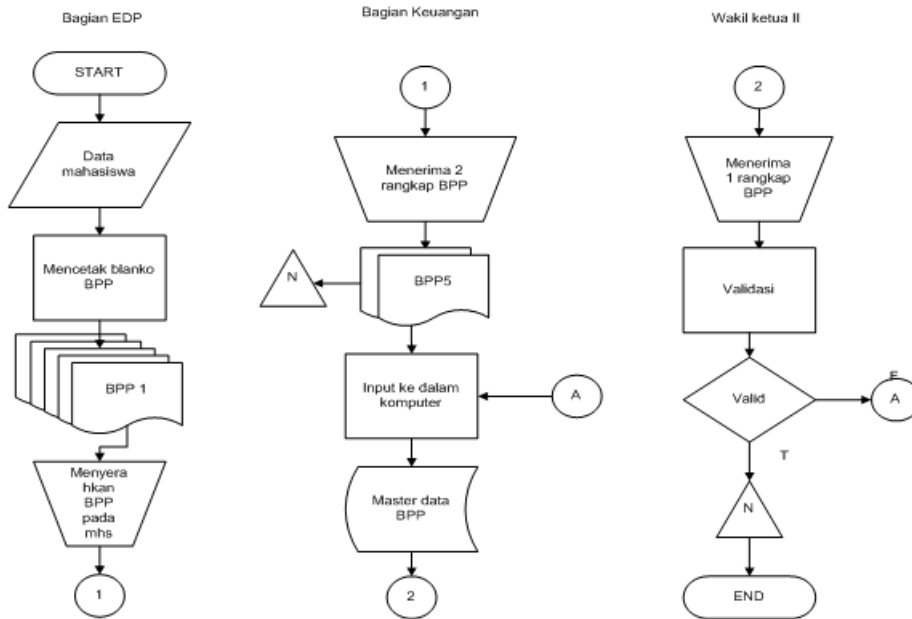 Bagian EDP
START
Data
mahasiswa
Mencetak blanko
BPP
BPP 1
Menyera
hkan
BPP
pada
mhs
1
Bagian Keuangan
1
Menerima 2
rangkap BPP
N
BPP5
Input ke dalam
komputer
A
Master data
BPP
2
Wakil ketua II
2
Menerima
1 rangkap
BPP
Validasi
Valid
F
A
T
N
END